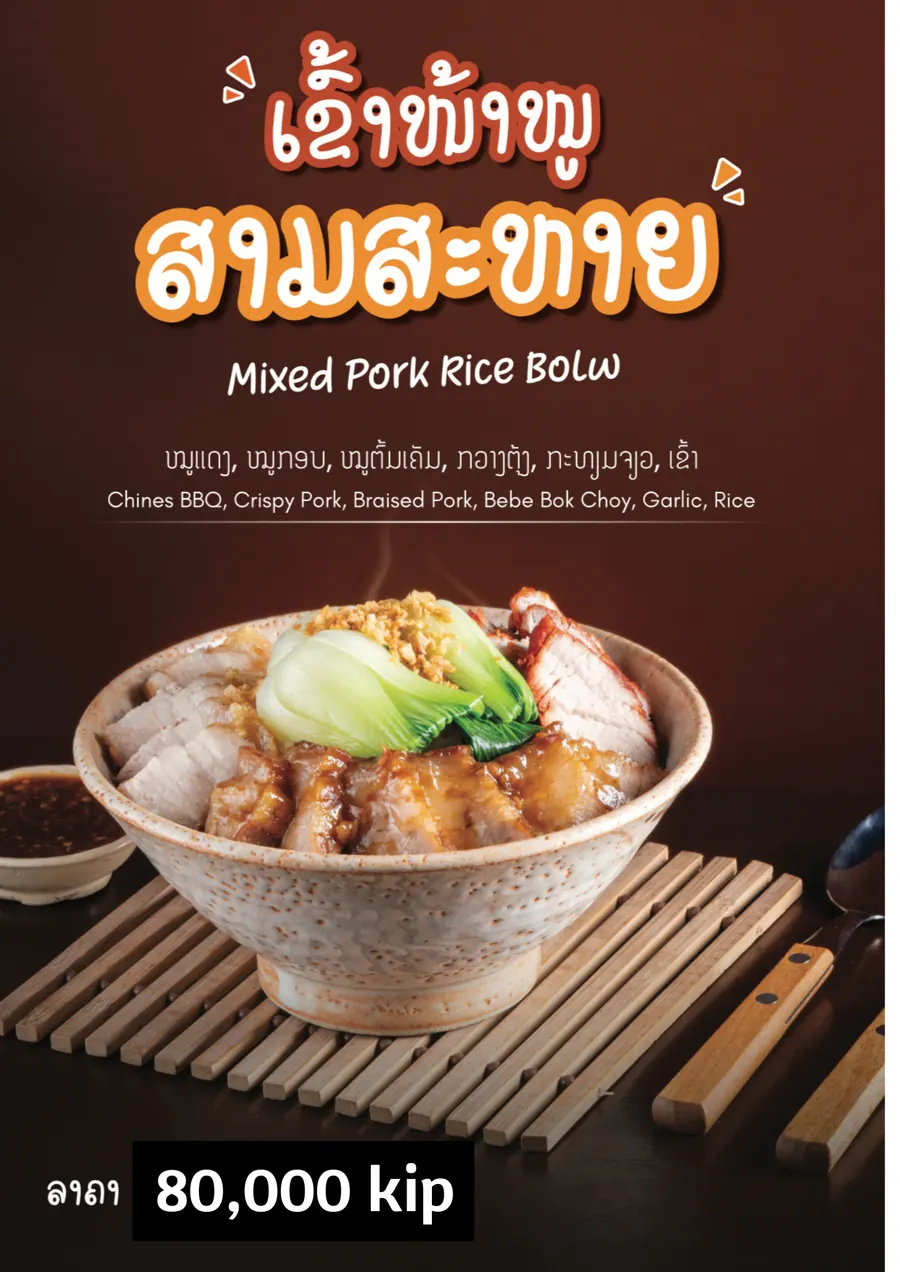 ເຂົ້າໜ້າໝູ
ສາມສະຫາຍ
Mixed Pork Rice Bolw
ໝູແດງ, ໝູກອບ, ໝູຕົ້ມເຄັມ, ກວາງຕຸ້ງ, ກະທຽມຈຽວ, ເຂົ້າ
Chines BBQ, Crispy Pork, Braised Pork, Bebe Bok Choy, Garlic, Rice
ລາຄາ 80,000 kip